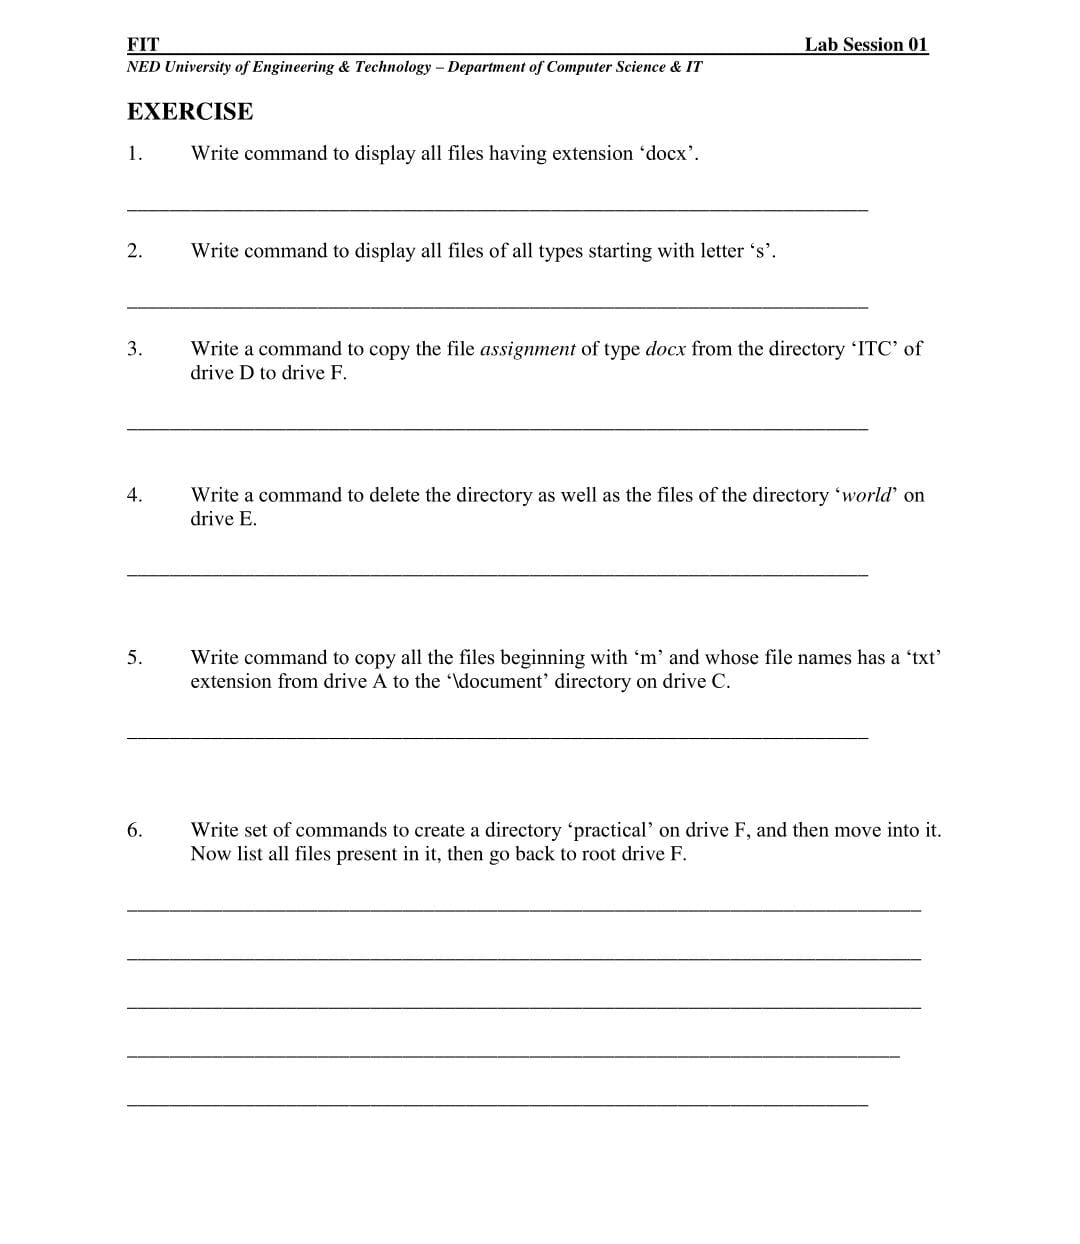 FIT Lab Session 01
NED University of Engineering & Technology – Department of Computer Science & IT
EXERCISE
1. Write command to display all files having extension ‘docx’.
2. Write command to display all files of all types starting with letter ‘s’.
3. Write a command to copy the file assignment of type docx from the directory ‘ITC’ of
drive D to drive F.
4. Write a command to delete the directory as well as the files of the directory ‘world’ on
drive E.
5. Write command to copy all the files beginning with ‘m’ and whose file names has a ‘txt’
extension from drive A to the ‘\document’ directory on drive C.
6. Write set of commands to create a directory ‘practical’ on drive F, and then move into it.
Now list all files present in it, then go back to root drive F.